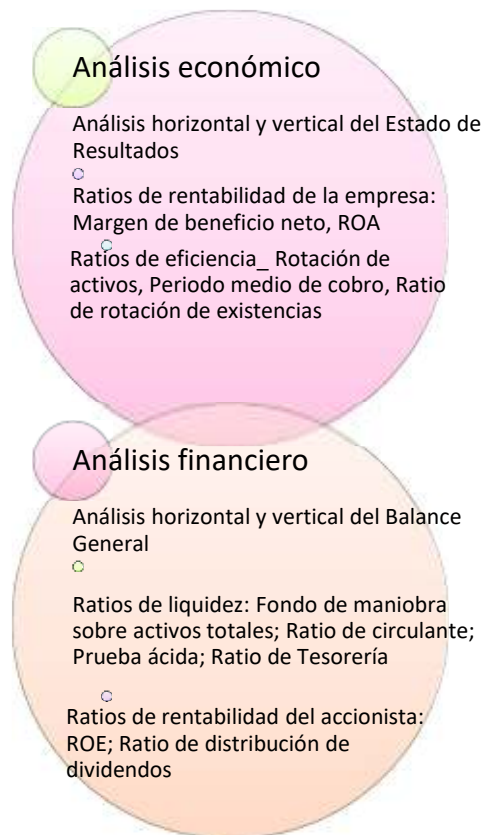 Análisis económico
Análisis horizontal y vertical del Estado de
Resultados
Ratios de rentabilidad de la empresa:
Margen de beneficio neto, ROA
Ratios de eficiencia_ Rotación de
activos, Periodo medio de cobro, Ratio
de rotación de existencias
Análisis financiero
Análisis horizontal y vertical del Balance
General
Ratios de liquidez: Fondo de maniobra
sobre activos totales; Ratio de circulante;
Prueba ácida; Ratio de Tesorería
Ratios de rentabilidad del accionista:
ROE; Ratio de distribución de
dividendos